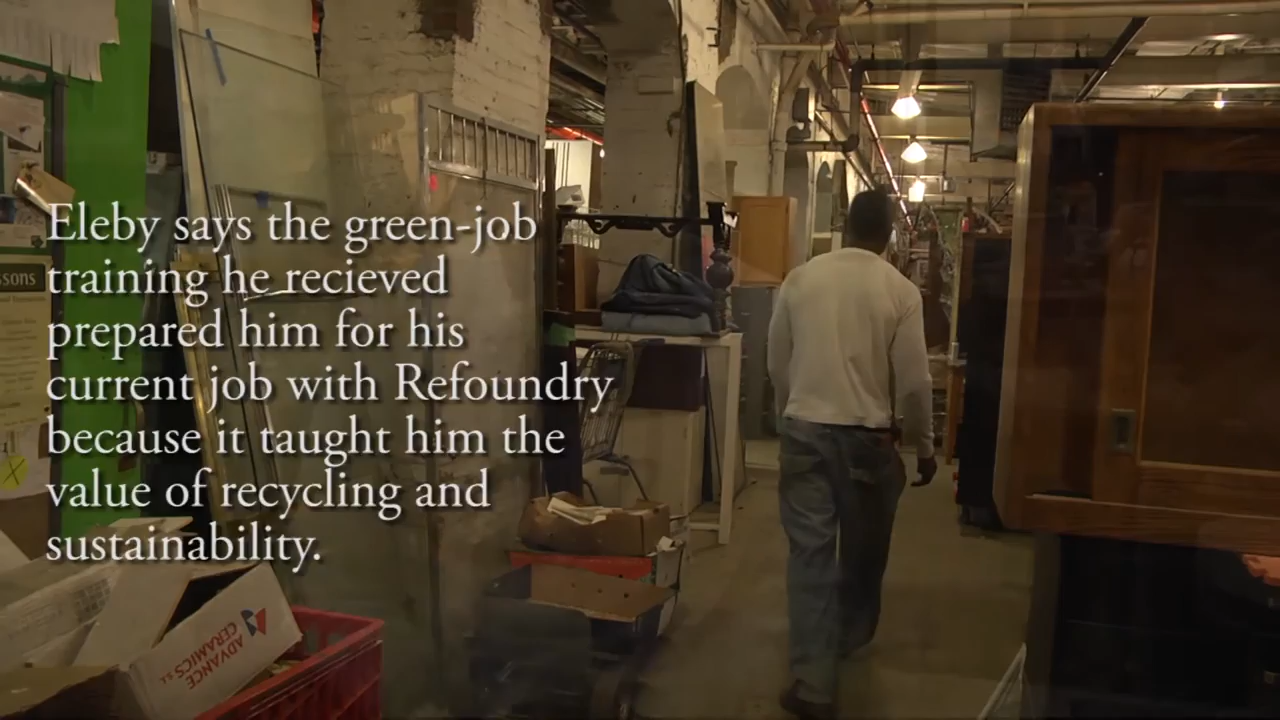 Eleby says the green-job
training he recieved
prepared him for his
current job with Refoundry
because it taught him the
value of recycling and
sustainability.
ssons
ADVANCE
CERAMICS